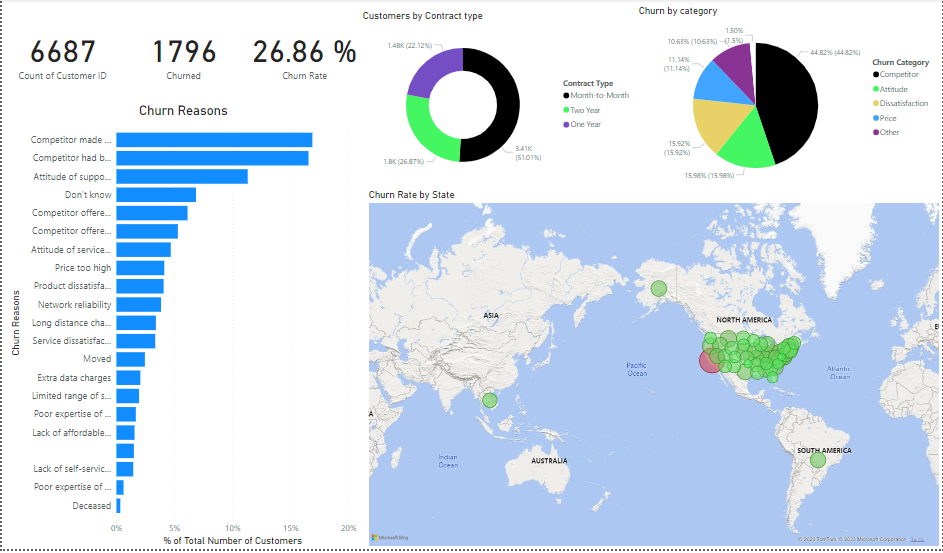 Customers by Contract type
Churn by category
6687
Count of Customer ID
1796
Churned
26.86 %
Churn Rate
1.48K (22.12%)
1.8K (26.87%)
3.41K
(51.01%)
Contract Type
Month-to-Month
Two Year
One Year
1.50%
(1.5%)
10.63% (10.63%)
11.14%
(11.14%)
15.92%
(15.92%)
15.98% (15.98%)
44.82% (44.82%)
Churn Category
Competitor
Attitude
Dissatisfaction
Price
Other
Churn Reasons
Churn Reasons
Competitor made ...
Competitor had b...
Attitude of suppo...
Don't know
Competitor offere...
Competitor offere...
Attitude of service...
Price too high
Product dissatisfa...
Network reliability
Long distance cha...
Service dissatisfac...
Moved
Extra data charges
Limited range of s...
Poor expertise of ...
Lack of affordable...
Lack of self-servic...
Poor expertise of ...
Deceased
0%
5%
10%
15%
20%
% of Total Number of Customers
Churn Rate by State
ASIA
NORTH AMERICA
Pacific
Ocean
Atlantic
Ocean
SOUTH AMERICA
Indian
Ocean
AUSTRALIA
A
E
Microsoft Bing
© 2023 TomTom, © 2023 Microsoft Corporation Terms